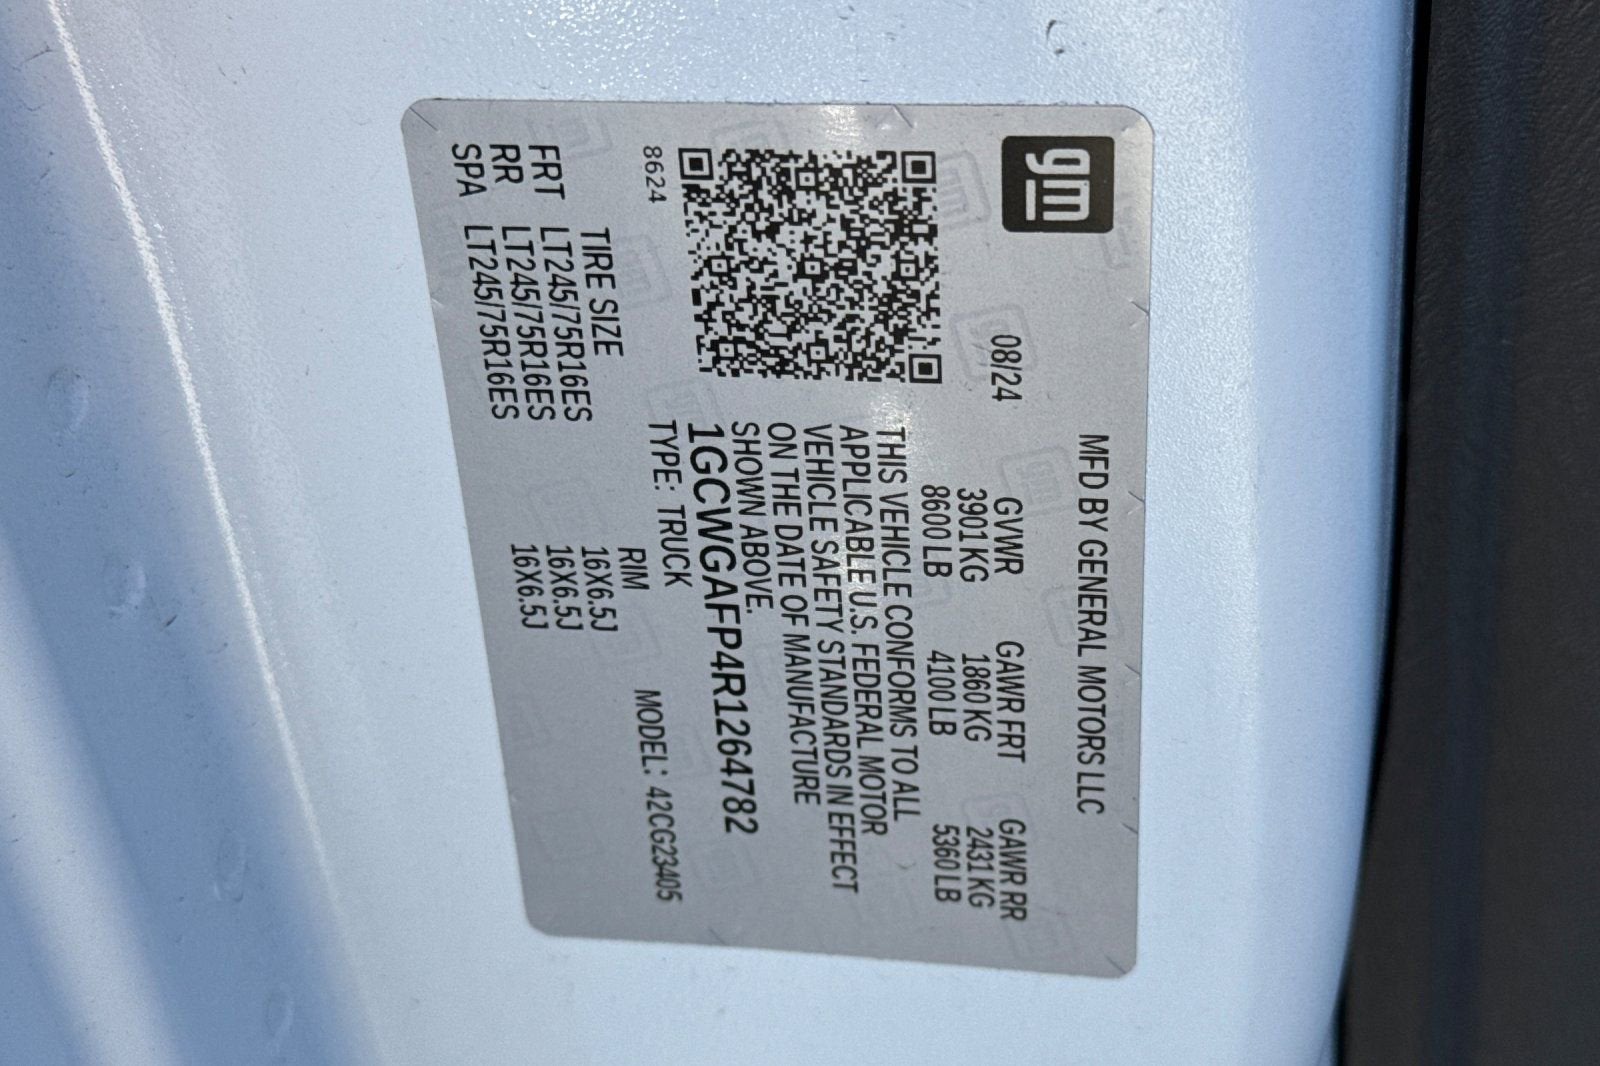 gm
MFD BY GENERAL MOTORS LLC
08/24 GVWR GAWR FRT GAWR RR
3901 KG 1860 KG 2431 KG
8600 LB 4100 LB 5360 LB
THIS VEHICLE CONFORMS TO ALL
APPLICABLE U.S. FEDERAL MOTOR
VEHICLE SAFETY STANDARDS IN EFFECT
ON THE DATE OF MANUFACTURE
SHOWN ABOVE.
1GCWGAFP4R1264782
8624 TYPE: TRUCK MODEL: 42CG23405
TIRE SIZE RIM
FRT LT245/75R16ES 16X6.5J
RR LT245/75R16ES 16X6.5J
SPA LT245/75R16ES 16X6.5J